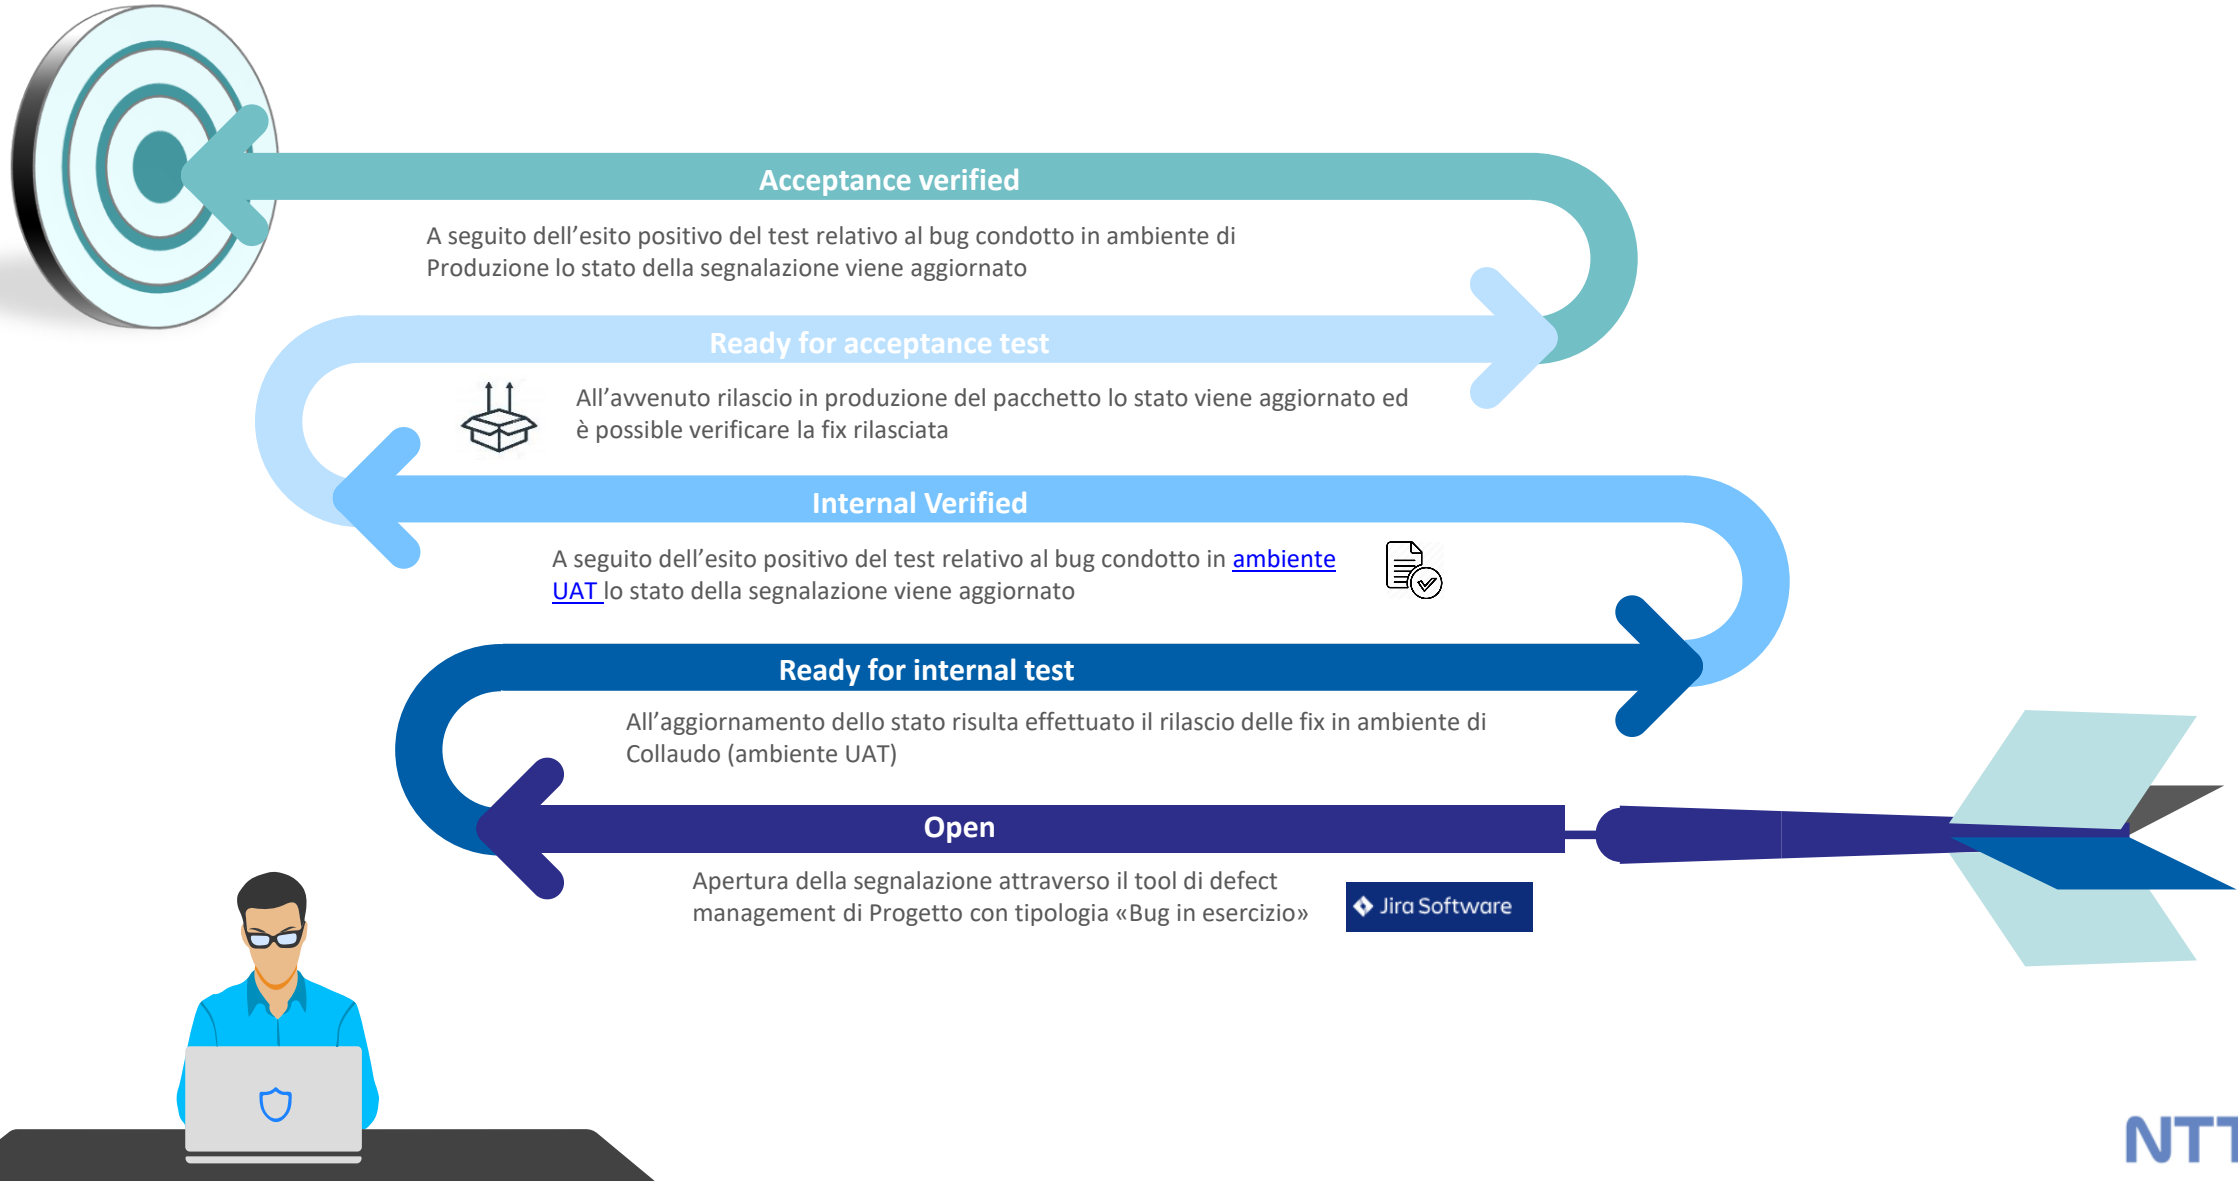 Acceptance verified
A seguito dell’esito positivo del test relativo al bug condotto in ambiente di
Produzione lo stato della segnalazione viene aggiornato
Ready for acceptance test
All’avvenuto rilascio in produzione del pacchetto lo stato viene aggiornato ed
è possible verificare la fix rilasciata
Internal Verified
A seguito dell’esito positivo del test relativo al bug condotto in ambiente
UAT lo stato della segnalazione viene aggiornato
Ready for internal test
All’aggiornamento dello stato risulta effettuato il rilascio delle fix in ambiente di
Collaudo (ambiente UAT)
Open
Apertura della segnalazione attraverso il tool di defect
management di Progetto con tipologia «Bug in esercizio»
Jira Software
NTT